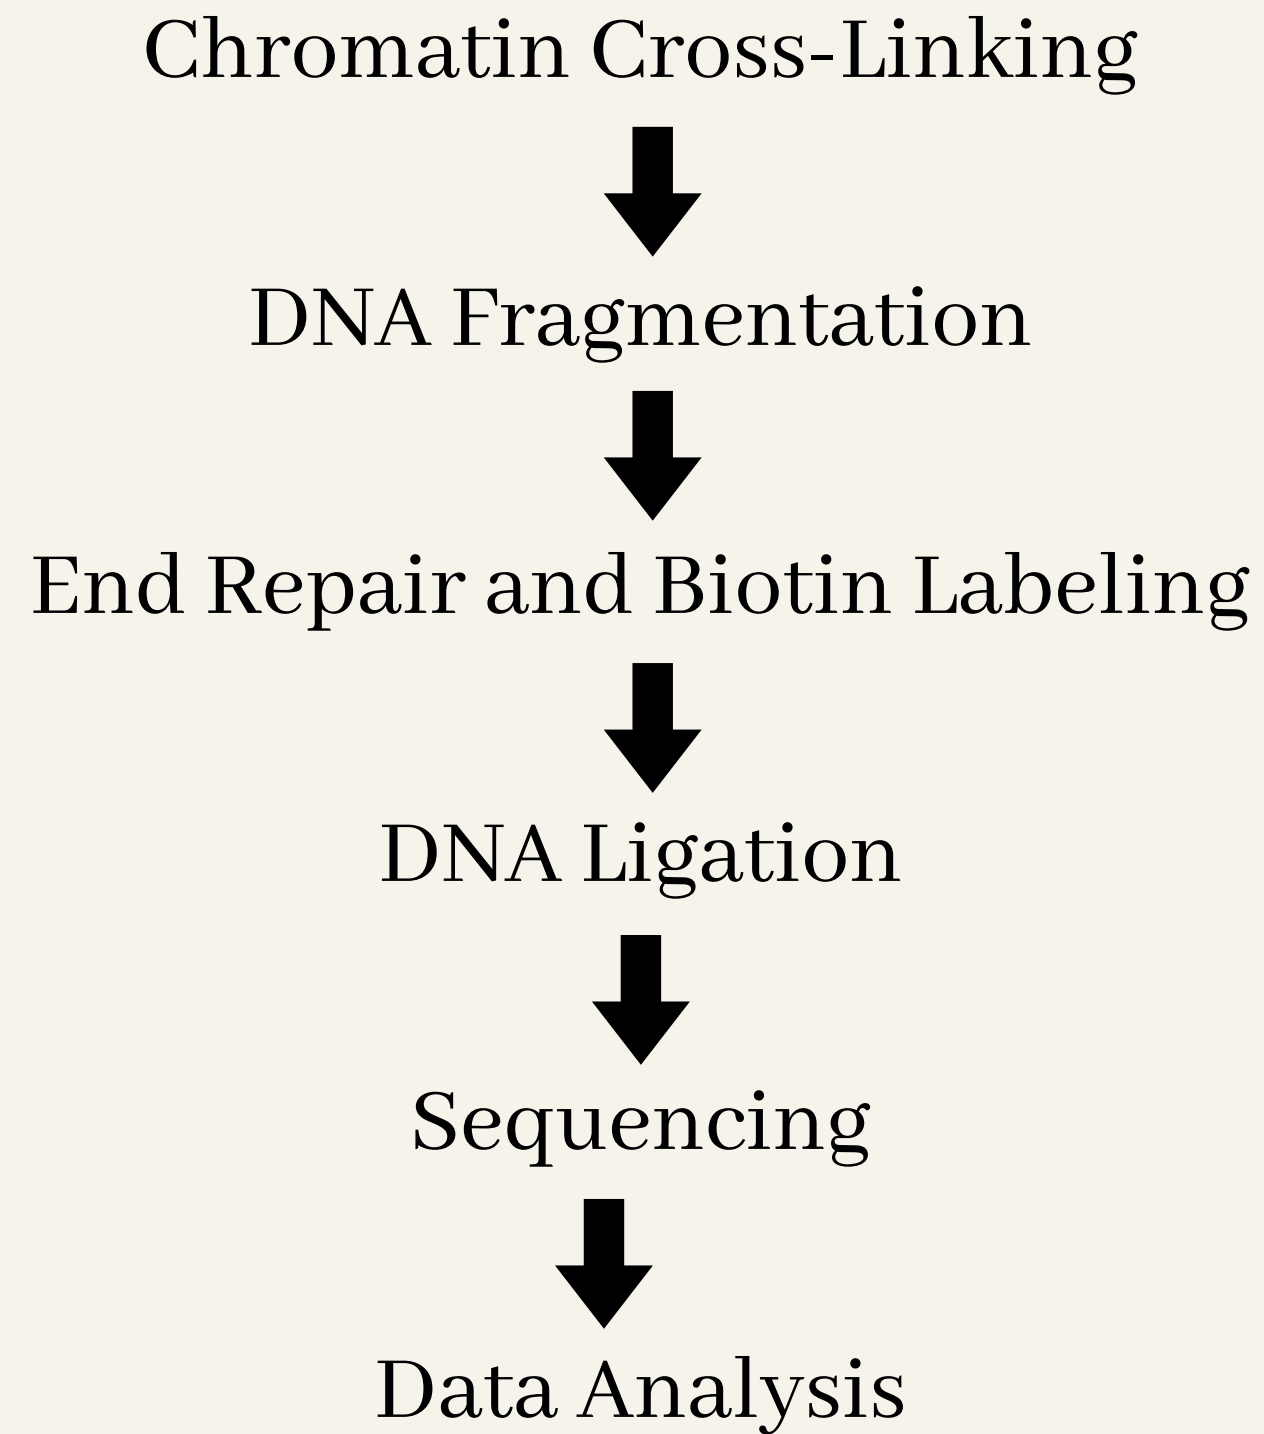 Chromatin Cross-Linking
DNA Fragmentation
End Repair and Biotin Labeling
DNA Ligation
Sequencing
Data Analysis